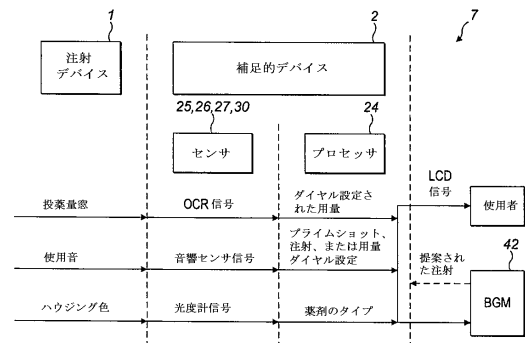 1
2
7
注射
デバイス
補足的デバイス
25,26,27,30
24
センサ
プロセッサ
LCD
信号
投薬量窓
OCR 信号
ダイヤル設定さ
れた用量
使用者
使用音
音響センサ信号
プライムショット、
注射、または用量
ダイヤル設定
提案され
た注射
42
ハウジング色
光度計信号
薬剤のタイプ
BGM